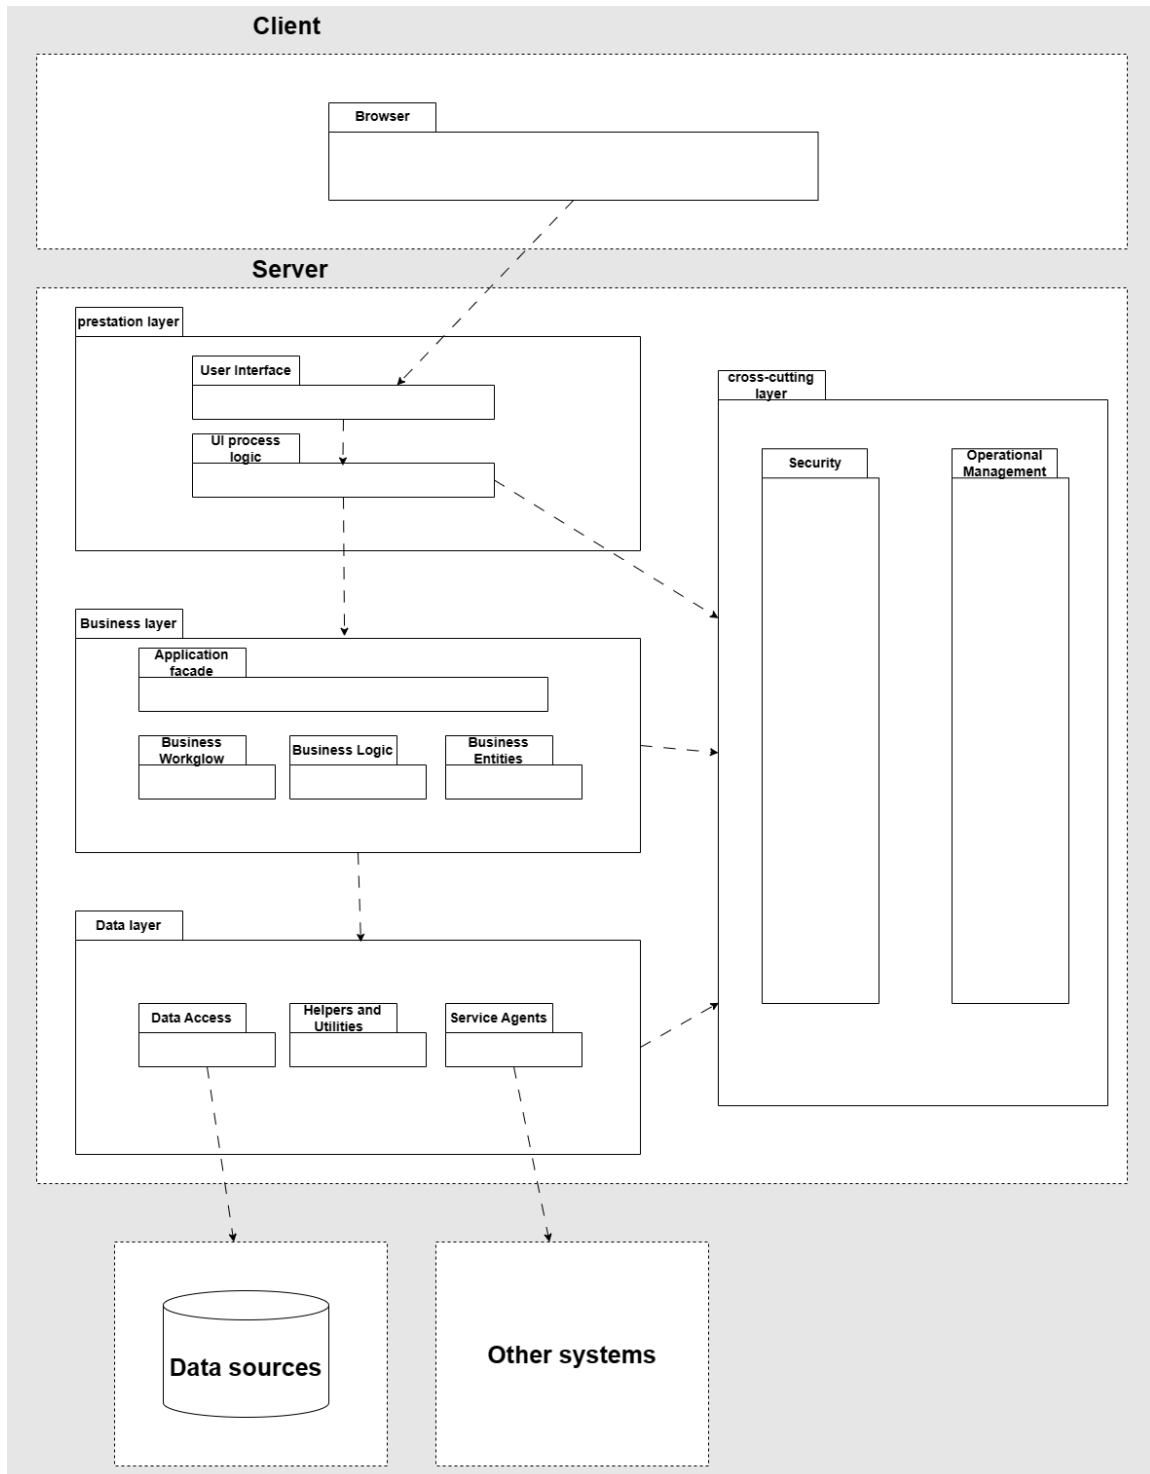 Client
Browser
Server
prestation layer
User Interface
UI process
logic
cross-cutting
layer
Security
Operational
Management
Business layer
Application
facade
Business
Workglow
Business Logic
Business
Entities
Data layer
Data Access
Helpers and
Utilities
Service Agents
Data sources
Other systems